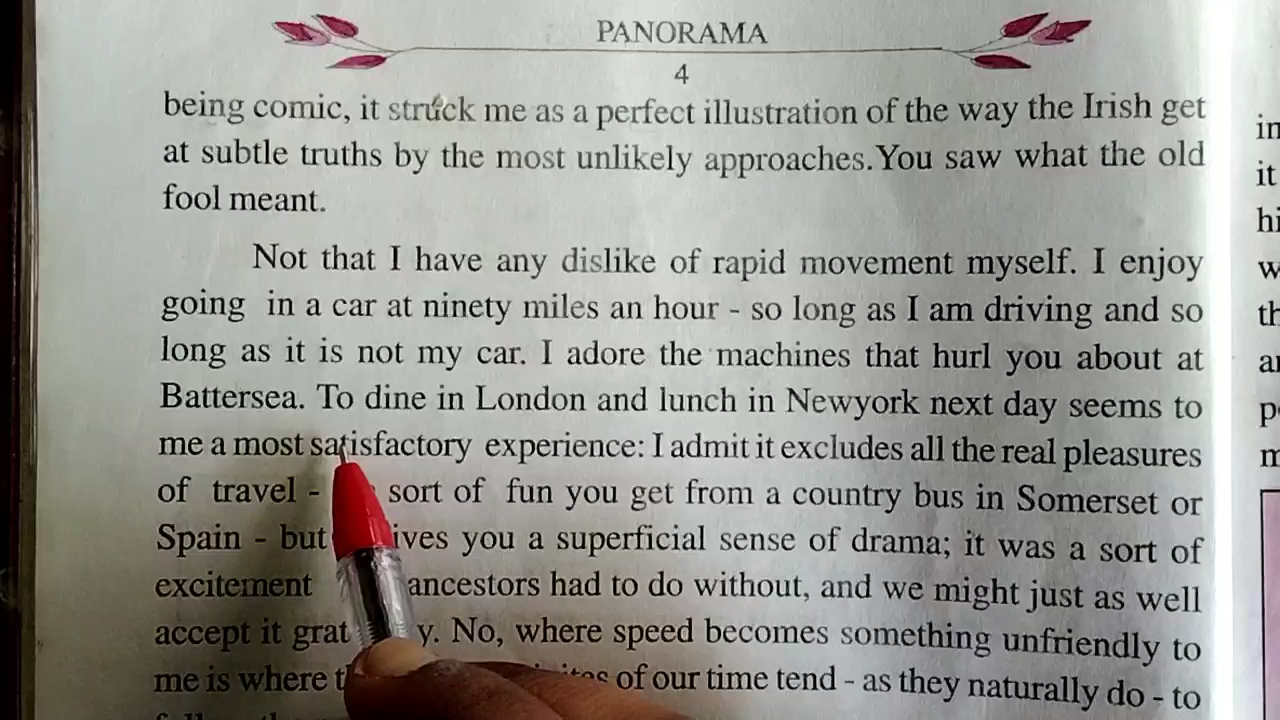 PANORAMA
4
being comic, it struck me as a perfect illustration of the way the Irish get
at subtle truths by the most unlikely approaches. You saw what the old
fool meant.
Not that I have any dislike of rapid movement myself. I enjoy
going in a car at ninety miles an hour - so long as I am driving and so
long as it is not my car. I adore the machines that hurl you about at
Battersea. To dine in London and lunch in Newyork next day seems to
me a most satisfactory experience: I admit it excludes all the real pleasures
of travel - sort of fun you get from a country bus in Somerset or
Spain - but you a superficial sense of drama; it was a sort of
excitement ancestors had to do without, and we might just as well
accept it No, where speed becomes something unfriendly to
me is where of our time tend - as they naturally do - to